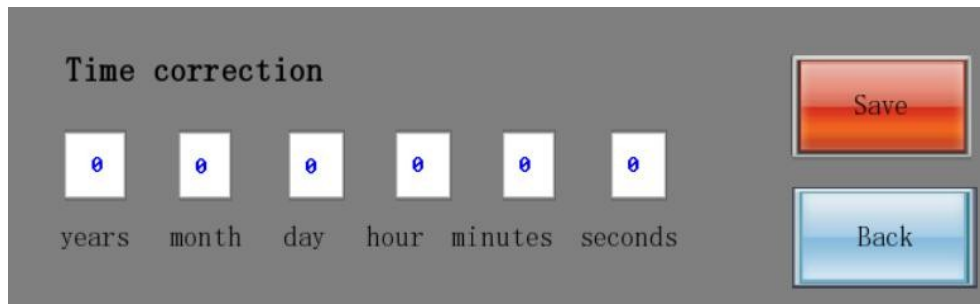 Time correction
Save
0 0 0 0 0 0
years month day hour minutes seconds
Back